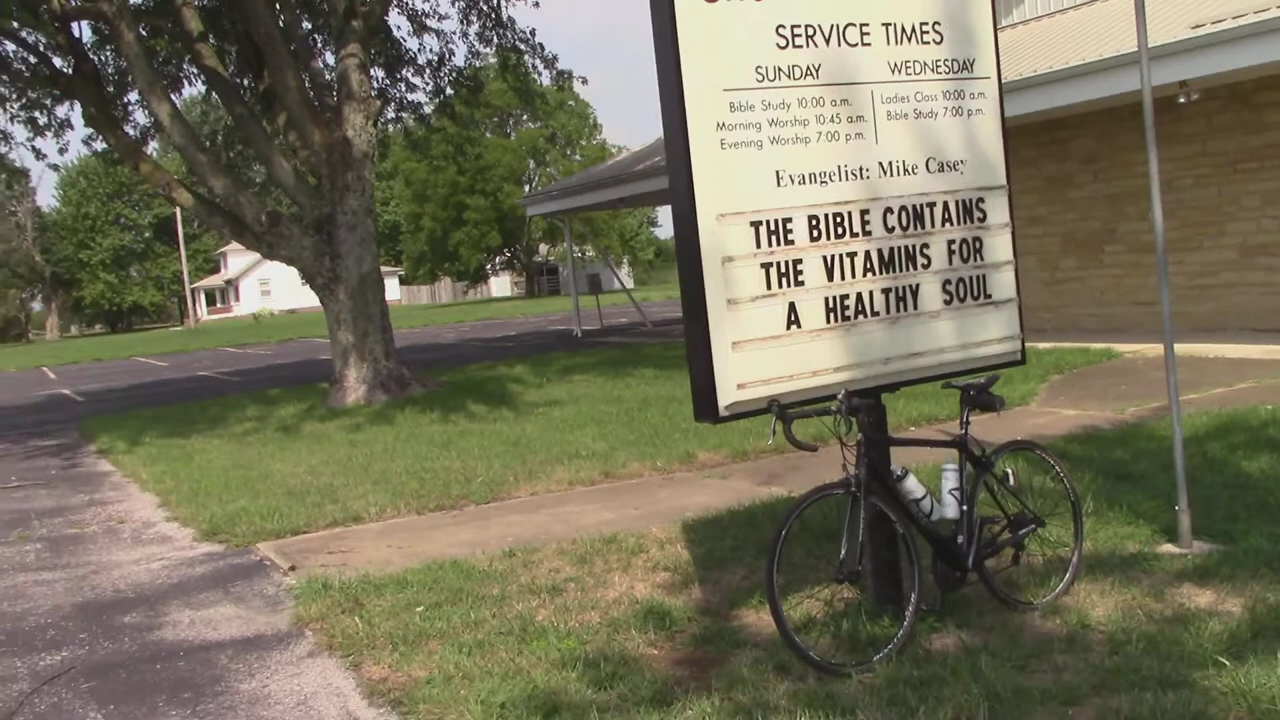 SERVICE TIMES
SUNDAY
Bible Study 10:00 a.m.
Morning Worship 10:45 a.m.
Evening Worship 7:00 p.m.
WEDNESDAY
Ladies Class 10:00 a.m.
Bible Study 7:00 p.m.
Evangelist: Mike Casey
THE BIBLE CONTAINS
THE VITAMINS FOR
A HEALTHY SOUL